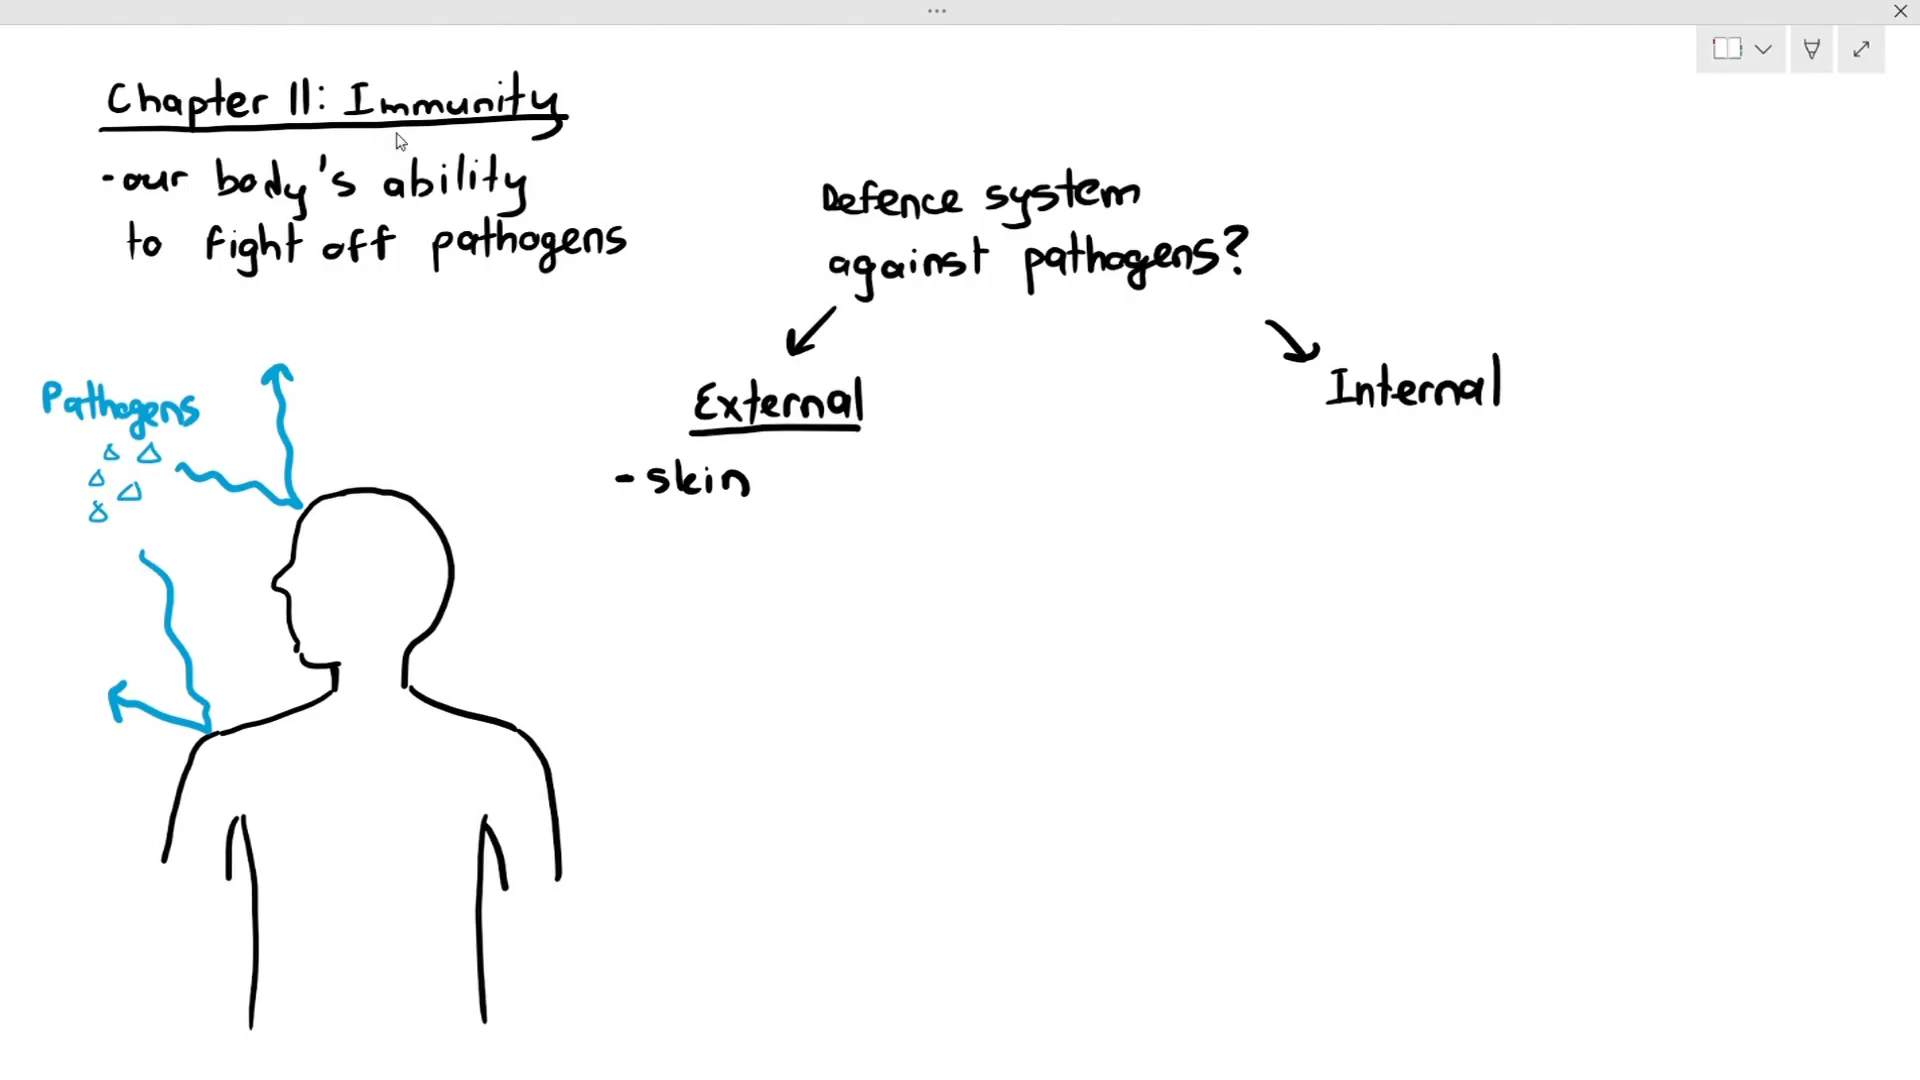 Chapter 11: Immunity
- our body's ability
to fight off pathogens
Defence system
against pathogens?
External
- skin
Internal
Pathogens